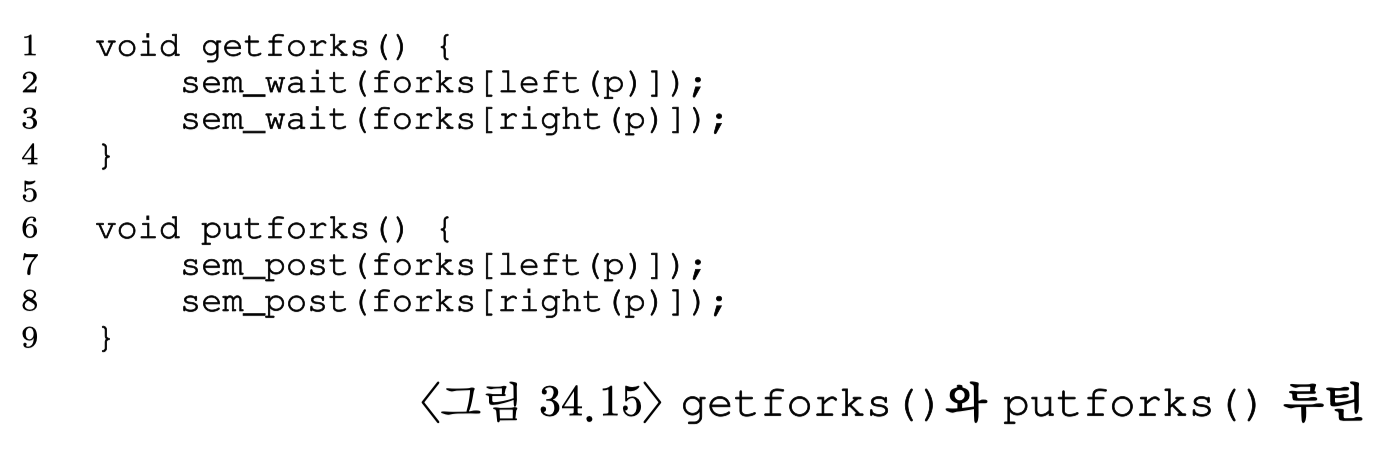 1 void getforks() {
2     sem_wait(forks[left(p)]);
3     sem_wait(forks[right(p)]);
4 }
5
6 void putforks() {
7     sem_post(forks[left(p)]);
8     sem_post(forks[right(p)]);
9 }
〈그림 34.15〉 getforks()와 putforks() 루틴